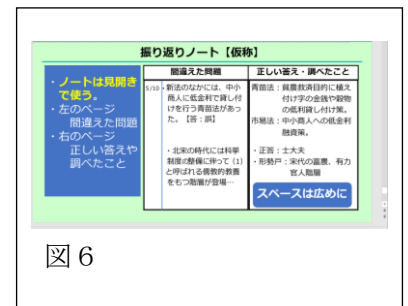 振り返りノート【仮称】
・ノートは見開き
で使う。
・左のページ
間違えた問題
・右のページ
正しい答えや
調べたこと
間違えた問題
5/10
・新法のなかには、中小
商人に低金利で貸し付
けを行う青苗法があっ
た。【答：誤】
・北宋の時代には科挙
制度の整備に伴って（1）
と呼ばれる儒教的教養
をもつ階層が登場…
正しい答え・調べたこと
青苗法：貧農救済目的に植え
付け字の金銭や穀物
の低利貸し付け策。
市易法：中小商人への低金利
融資策。
・正答：士大夫
・形勢戸：宋代の富農、有力
官人階層
スペースは広めに
図６